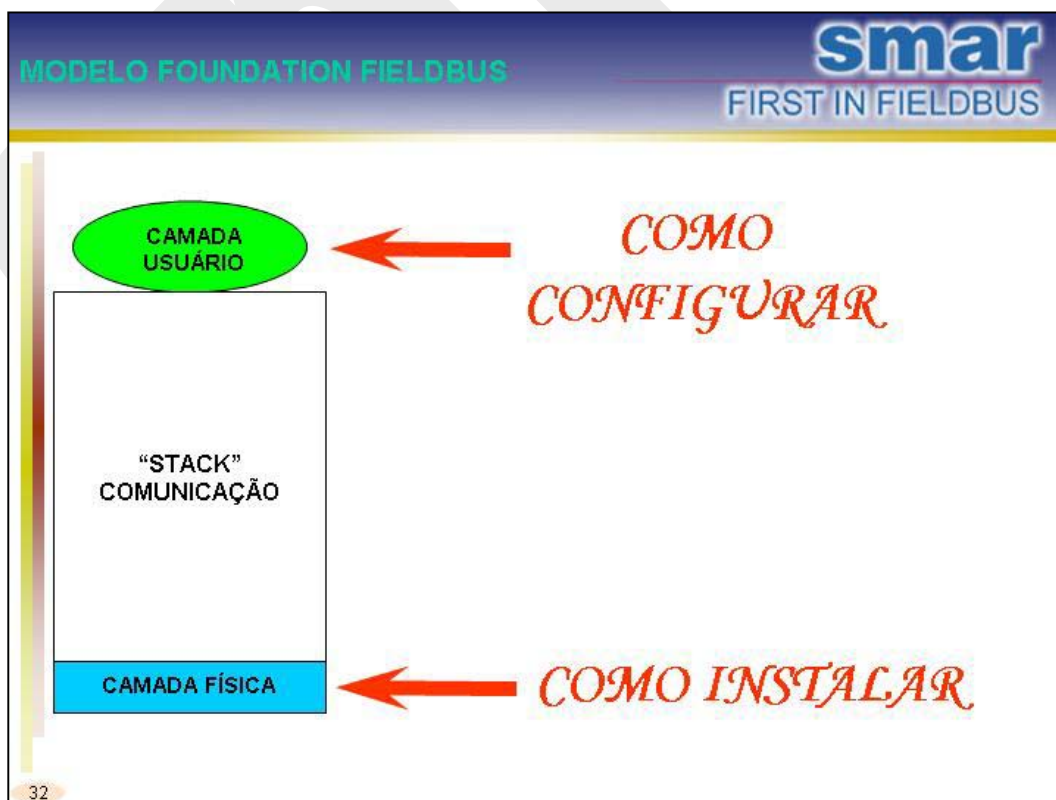 MODELO FOUNDATION FIELDBUS
smar
FIRST IN FIELDBUS
CAMADA
USUÁRIO
COMO
CONFIGURAR
“STACK”
COMUNICAÇÃO
CAMADA FÍSICA
COMO INSTALAR
32